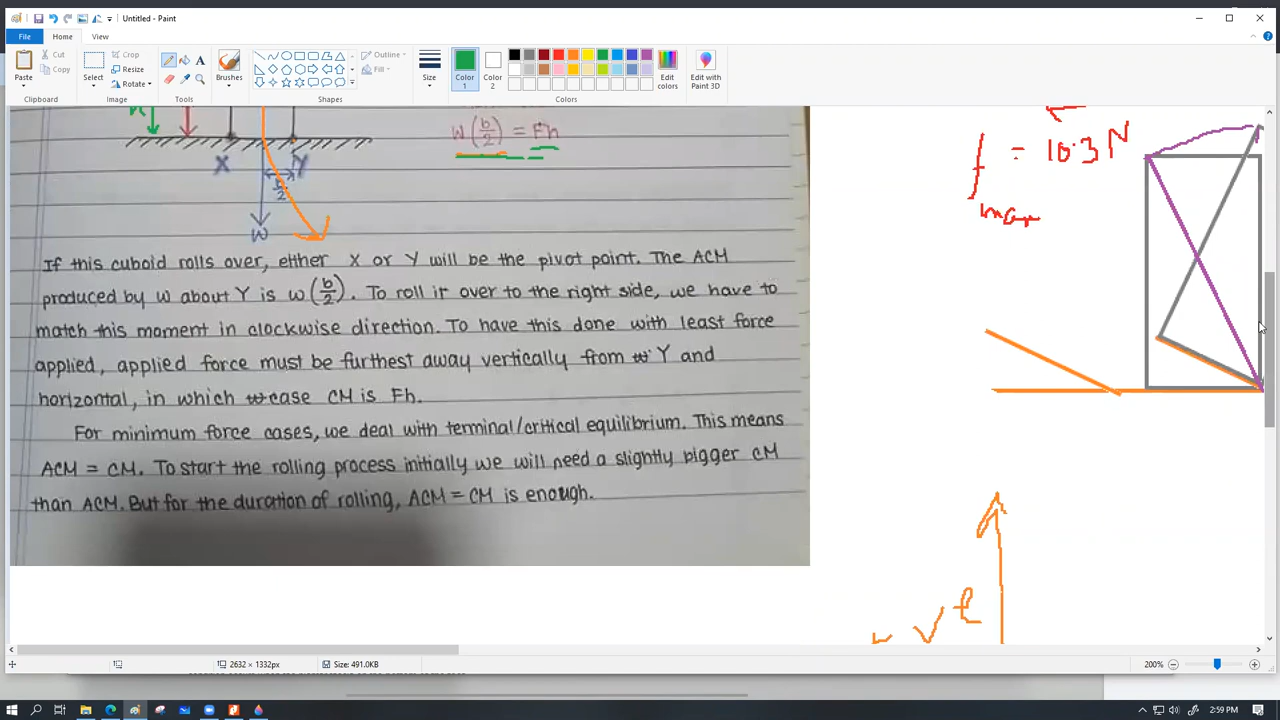 Untitled - Paint
File
Home
View
Paste
Cut
Copy
Clipboard
Select
Crop
Resize
Rotate
Image
Tools
Brushes
Shapes
Outline
Fill
Size
Color 1
Color 2
Colors
Edit colors
Edit with Paint 3D
W(b/2) = Fh
X
Y
b/2
W
If this cuboid rolls over, either X or Y will be the pivot point. The ACM
produced by W about Y is W(b/2). To roll it over to the right side, we have to
match this moment in clockwise direction. To have this done with least force
applied, applied force must be furthest away vertically from Y and
horizontal, in which case CM is Fh.
For minimum force cases, we deal with terminal/critical equilibrium. This means
ACM = CM. To start the rolling process initially we will need a slightly bigger CM
than ACM. But for the duration of rolling, ACM = CM is enough.
f max = 10.3 N
2632 × 1332px
Size: 491.0KB
200%
2:59 PM